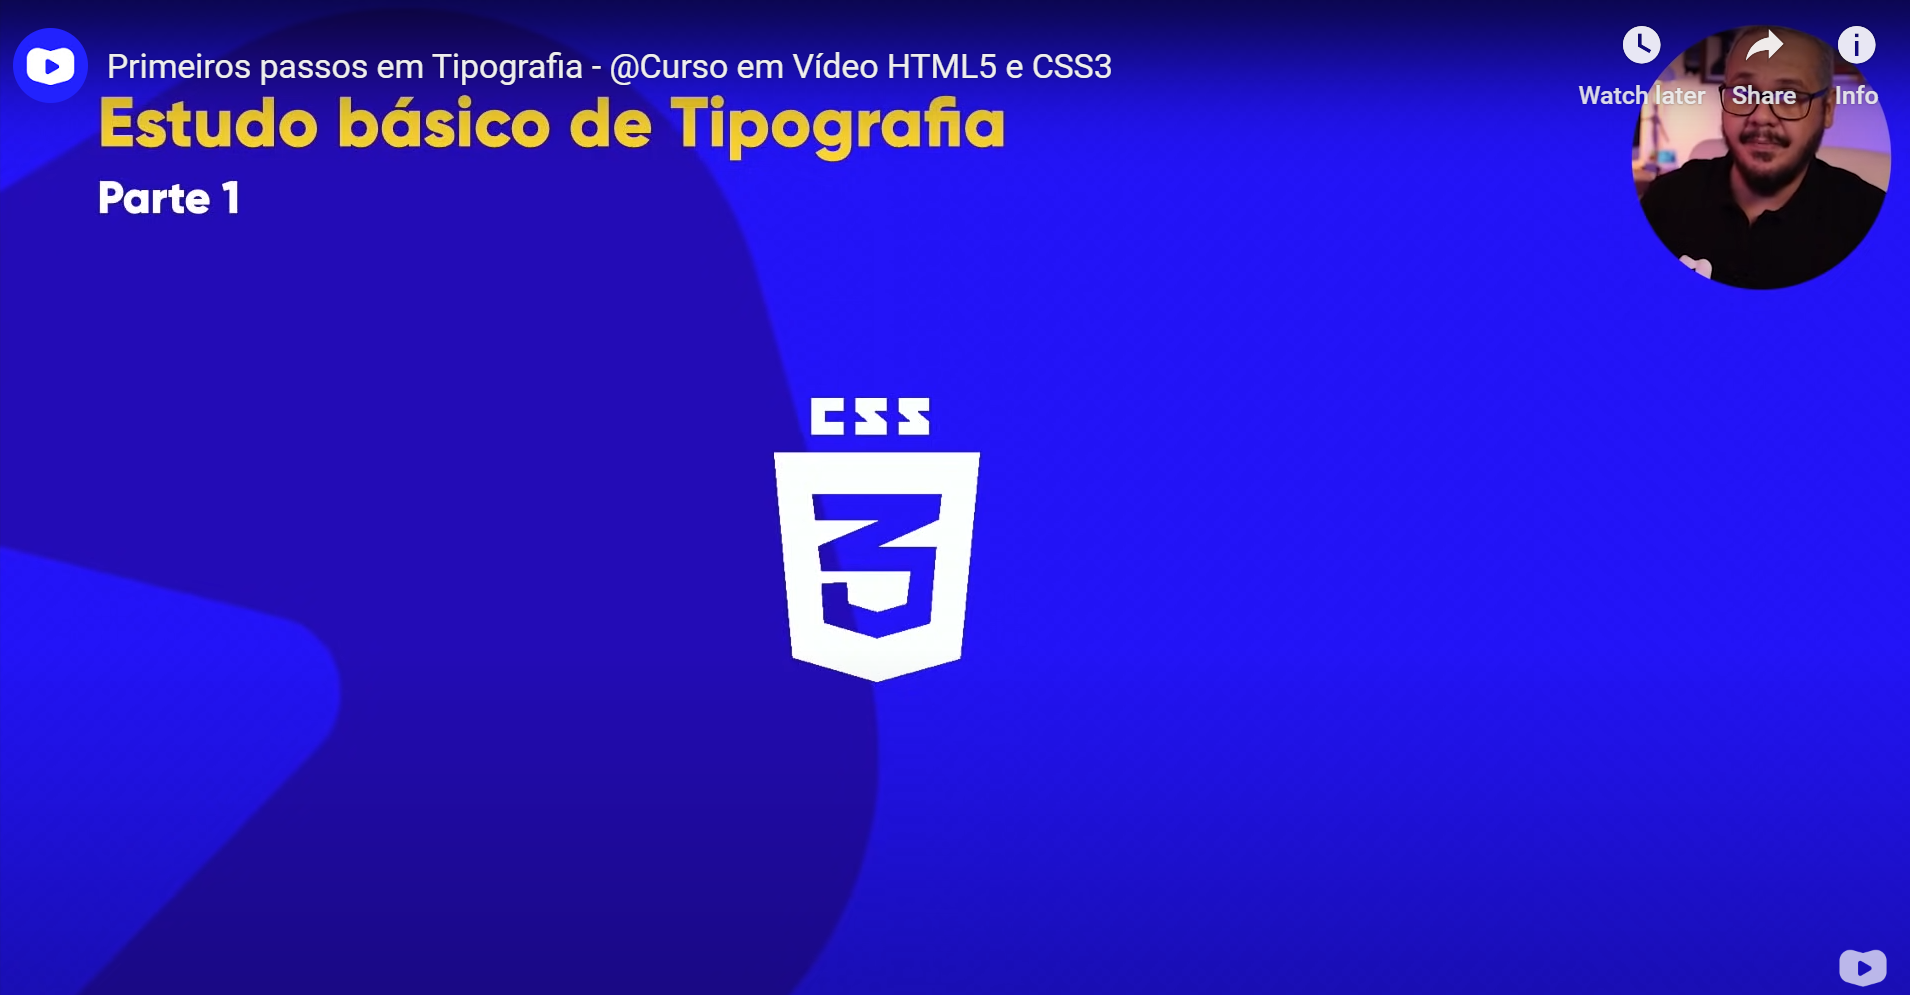 Primeiros passos em Tipografia - @Curso em Vídeo HTML5 e CSS3
Watch later Share Info
Estudo básico de Tipografia
Parte 1
CSS
3